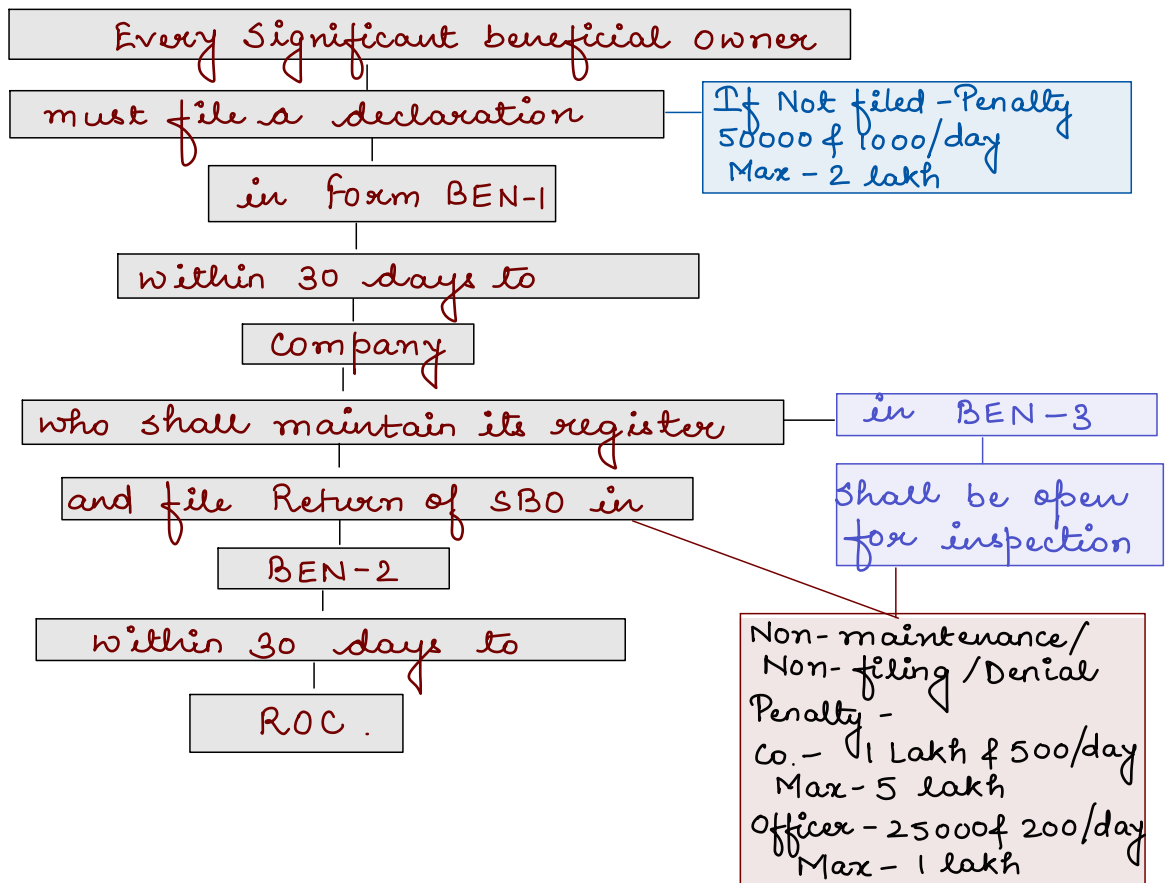 Every Significant beneficial owner
must file a declaration
If Not filed - Penalty
50000 & 1000/day
Max - 2 lakh
in Form BEN-1
within 30 days to
Company
who shall maintain its register
in BEN-3
and file Return of SBO in
shall be open
for inspection
BEN-2
within 30 days to
ROC.
Non-maintenance/
Non-filing/Denial
Penalty -
Co. - 1 Lakh & 500/day
Max - 5 lakh
Officer - 25000 & 200/day
Max - 1 lakh